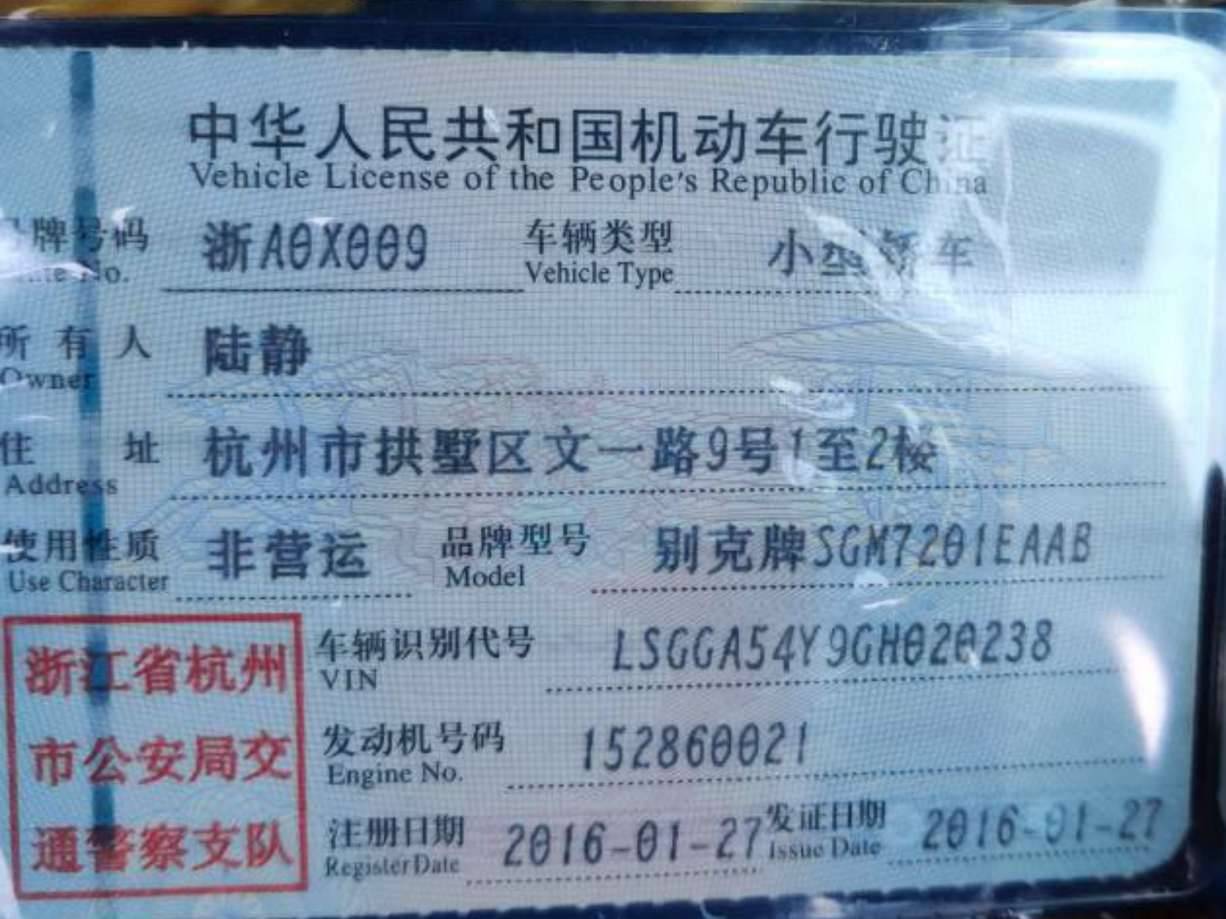 中华人民共和国机动车行驶证
Vehicle License of the People's Republic of China
号牌号码 浙A0X009 车辆类型 小型轿车
Plate No. Vehicle Type
所有人 陆静
Owner
住址 杭州市拱墅区文一路9号1至2楼
Address
使用性质 非营运 品牌型号 别克牌SGM7201EAAB
Use Character Model
浙江省杭州
市公安局交
通警察支队
车辆识别代号 LSGGA54Y9GH020238
VIN
发动机号码 152860021
Engine No.
注册日期 2016-01-27 发证日期 2016-01-27
Register Date Issue Date